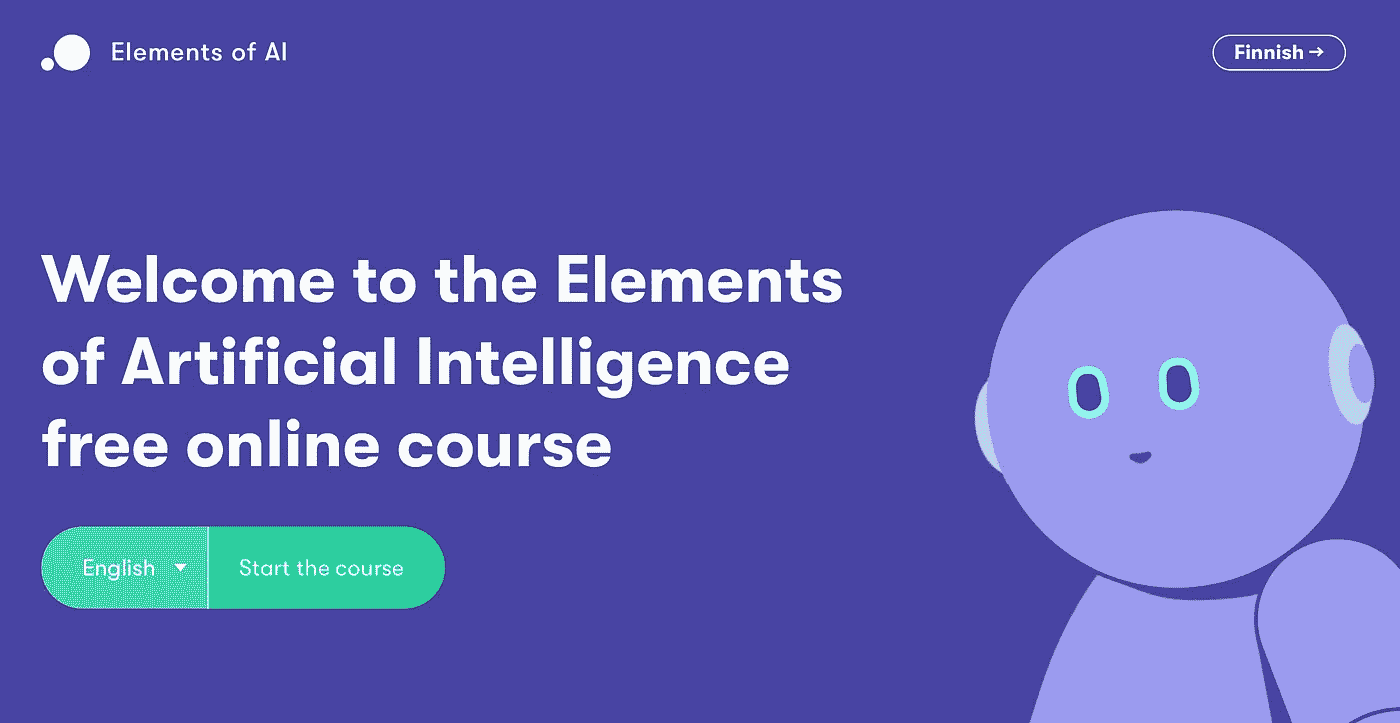 Elements of AI
Finnish →
Welcome to the Elements
of Artificial Intelligence
free online course
English
Start the course